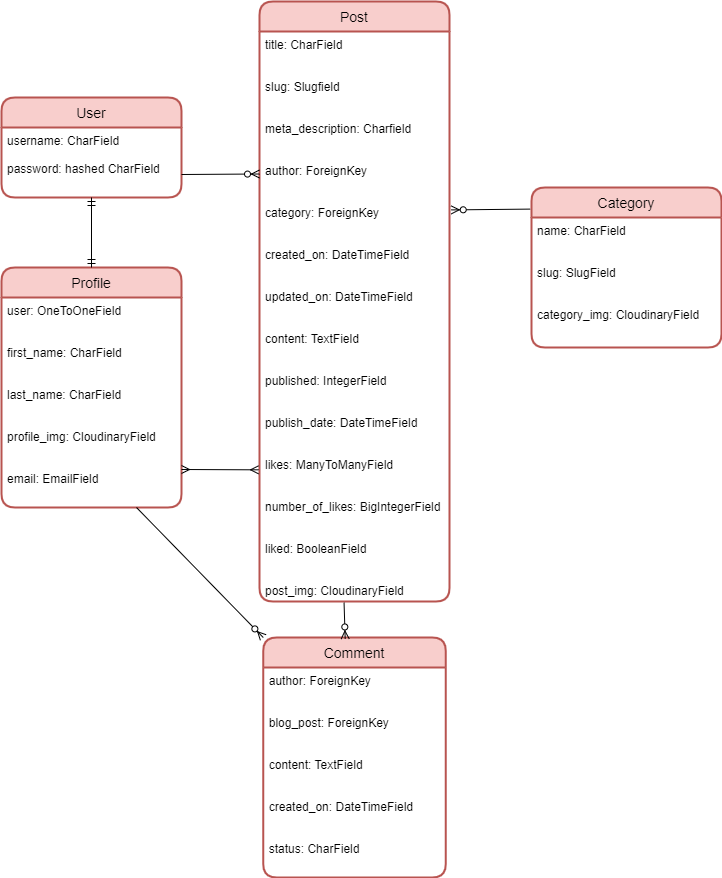 Post
title: CharField
slug: Slugfield
meta_description: Charfield
author: ForeignKey
category: ForeignKey
created_on: DateTimeField
updated_on: DateTimeField
content: TextField
published: IntegerField
publish_date: DateTimeField
likes: ManyToManyField
number_of_likes: BigIntegerField
liked: BooleanField
post_img: CloudinaryField
User
username: CharField
password: hashed CharField
Category
name: CharField
slug: SlugField
category_img: CloudinaryField
Profile
user: OneToOneField
first_name: CharField
last_name: CharField
profile_img: CloudinaryField
email: EmailField
Comment
author: ForeignKey
blog_post: ForeignKey
content: TextField
created_on: DateTimeField
status: CharField